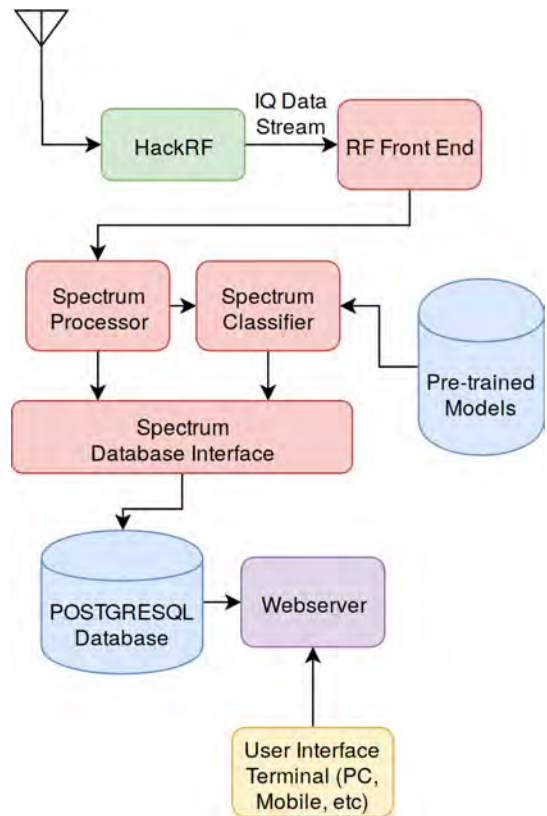 IQ Data
Stream
HackRF
RF Front End
Spectrum
Processor
Spectrum
Classifier
Pre-trained
Models
Spectrum
Database Interface
POSTGRESQL
Database
Webserver
User Interface
Terminal (PC,
Mobile, etc)